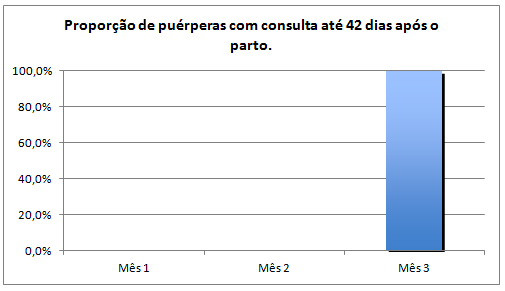 Proporção de puérperas com consulta até 42 dias após o
parto.
100,0%
80,0%
60,0%
40,0%
20,0%
0,0%
Mês 1
Mês 2
Mês 3